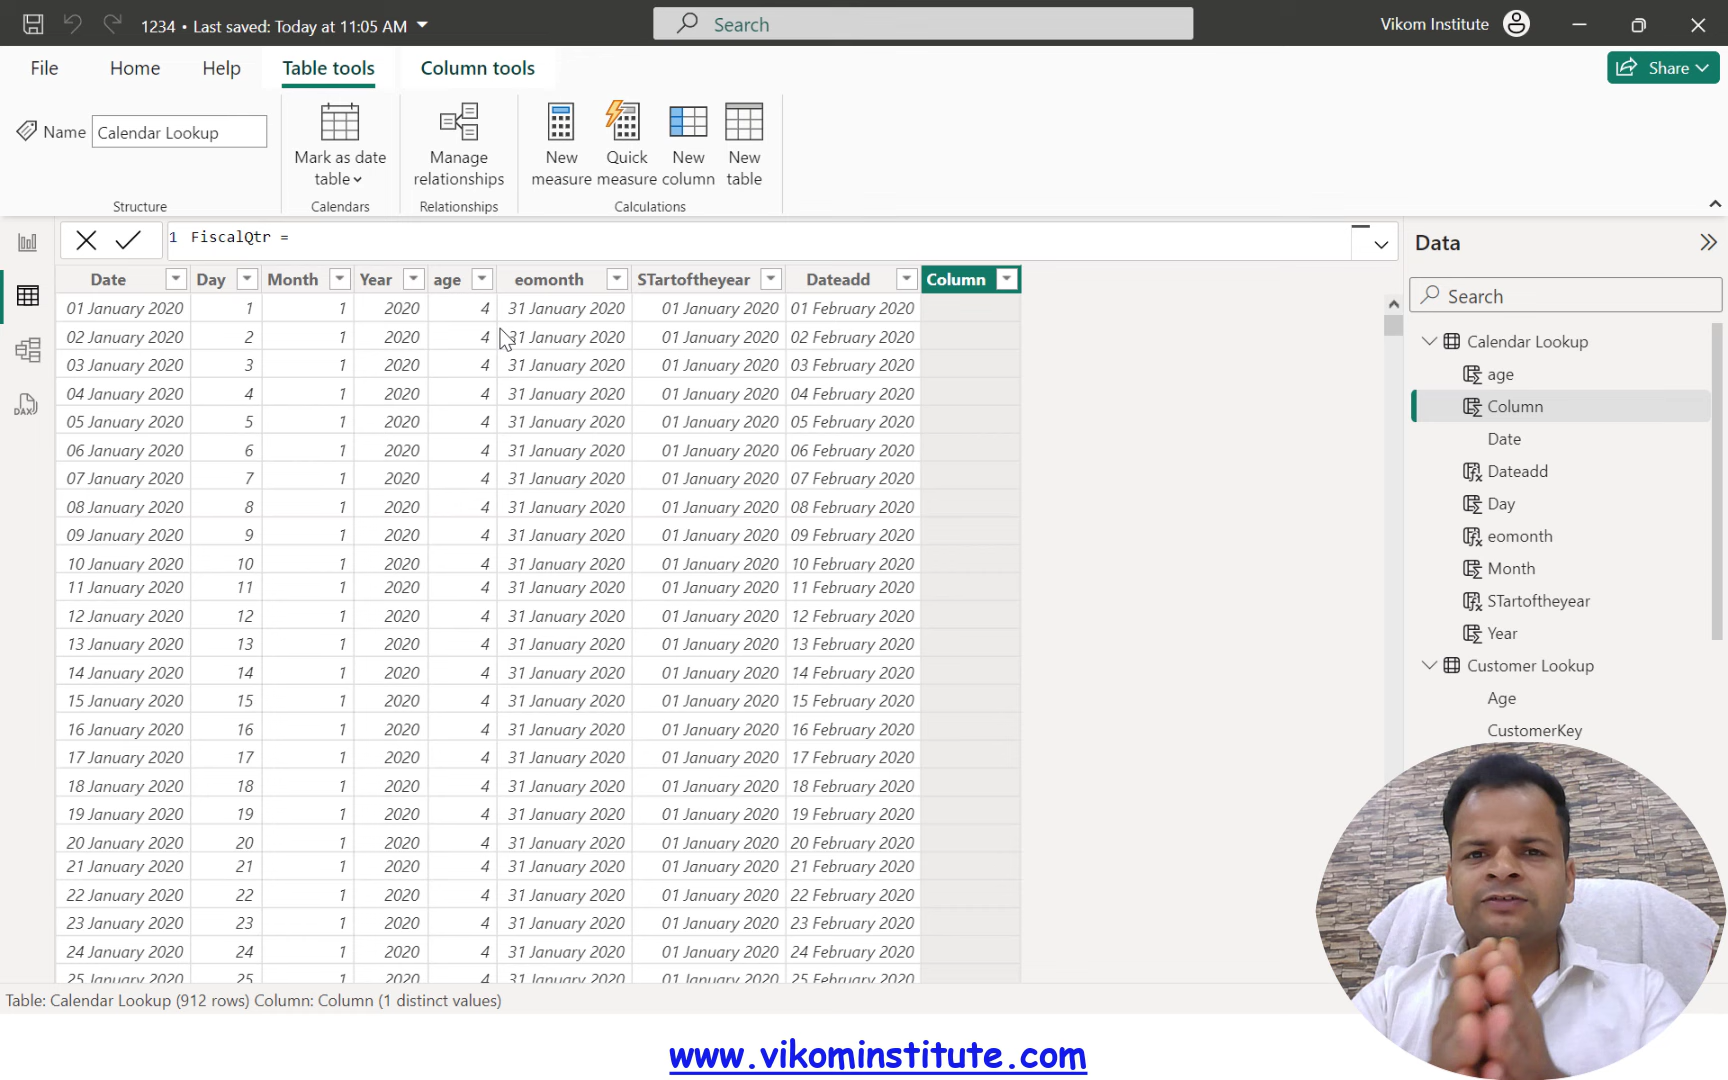 1234 • Last saved: Today at 11:05 AM
Search
Vikom Institute
File
Home
Help
Table tools
Column tools
Share
Name
Calendar Lookup
Mark as date table
Manage relationships
New measure
Quick measure
New column
New table
Structure
Calendars
Relationships
Calculations
1 FiscalQtr =
Date Day Month Year age eomonth STartoftheyear Dateadd Column
01 January 2020 1 1 2020 4 31 January 2020 01 January 2020 01 February 2020
02 January 2020 2 1 2020 4 31 January 2020 01 January 2020 02 February 2020
03 January 2020 3 1 2020 4 31 January 2020 01 January 2020 03 February 2020
04 January 2020 4 1 2020 4 31 January 2020 01 January 2020 04 February 2020
05 January 2020 5 1 2020 4 31 January 2020 01 January 2020 05 February 2020
06 January 2020 6 1 2020 4 31 January 2020 01 January 2020 06 February 2020
07 January 2020 7 1 2020 4 31 January 2020 01 January 2020 07 February 2020
08 January 2020 8 1 2020 4 31 January 2020 01 January 2020 08 February 2020
09 January 2020 9 1 2020 4 31 January 2020 01 January 2020 09 February 2020
10 January 2020 10 1 2020 4 31 January 2020 01 January 2020 10 February 2020
11 January 2020 11 1 2020 4 31 January 2020 01 January 2020 11 February 2020
12 January 2020 12 1 2020 4 31 January 2020 01 January 2020 12 February 2020
13 January 2020 13 1 2020 4 31 January 2020 01 January 2020 13 February 2020
14 January 2020 14 1 2020 4 31 January 2020 01 January 2020 14 February 2020
15 January 2020 15 1 2020 4 31 January 2020 01 January 2020 15 February 2020
16 January 2020 16 1 2020 4 31 January 2020 01 January 2020 16 February 2020
17 January 2020 17 1 2020 4 31 January 2020 01 January 2020 17 February 2020
18 January 2020 18 1 2020 4 31 January 2020 01 January 2020 18 February 2020
19 January 2020 19 1 2020 4 31 January 2020 01 January 2020 19 February 2020
20 January 2020 20 1 2020 4 31 January 2020 01 January 2020 20 February 2020
21 January 2020 21 1 2020 4 31 January 2020 01 January 2020 21 February 2020
22 January 2020 22 1 2020 4 31 January 2020 01 January 2020 22 February 2020
23 January 2020 23 1 2020 4 31 January 2020 01 January 2020 23 February 2020
24 January 2020 24 1 2020 4 31 January 2020 01 January 2020 24 February 2020
25 January 2020 25 1 2020 4 31 January 2020 01 January 2020 25 February 2020
Data
Search
Calendar Lookup
age
Column
Date
Dateadd
Day
eomonth
Month
STartoftheyear
Year
Customer Lookup
Age
CustomerKey
DAX
Table: Calendar Lookup (912 rows) Column: Column (1 distinct values)
www.vikominstitute.com